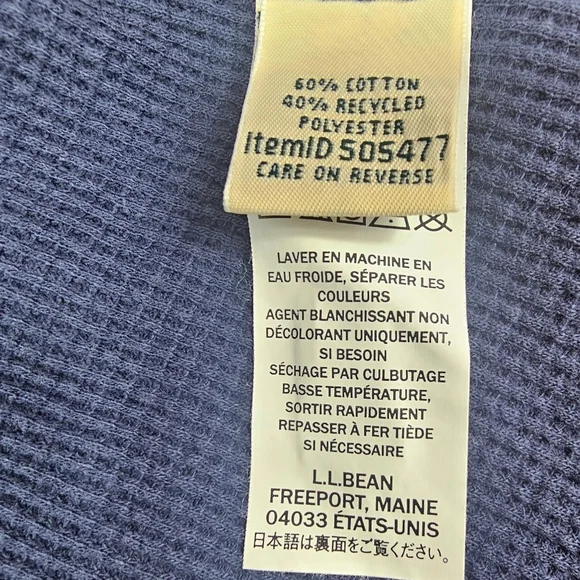 60% COTTON
40% RECYCLED
POLYESTER
ItemID 505477
CARE ON REVERSE
LAVER EN MACHINE EN
EAU FROIDE, SÉPARER LES
COULEURS
AGENT BLANCHISSANT NON
DÉCOLORANT UNIQUEMENT,
SI BESOIN
SÉCHAGE PAR CULBUTAGE
BASSE TEMPÉRATURE,
SORTIR RAPIDEMENT
REPASSER À FER TIÈDE
SI NÉCESSAIRE
L.L.BEAN
FREEPORT, MAINE
04033 ÉTATS-UNIS
日本語は裏面をご覧ください。